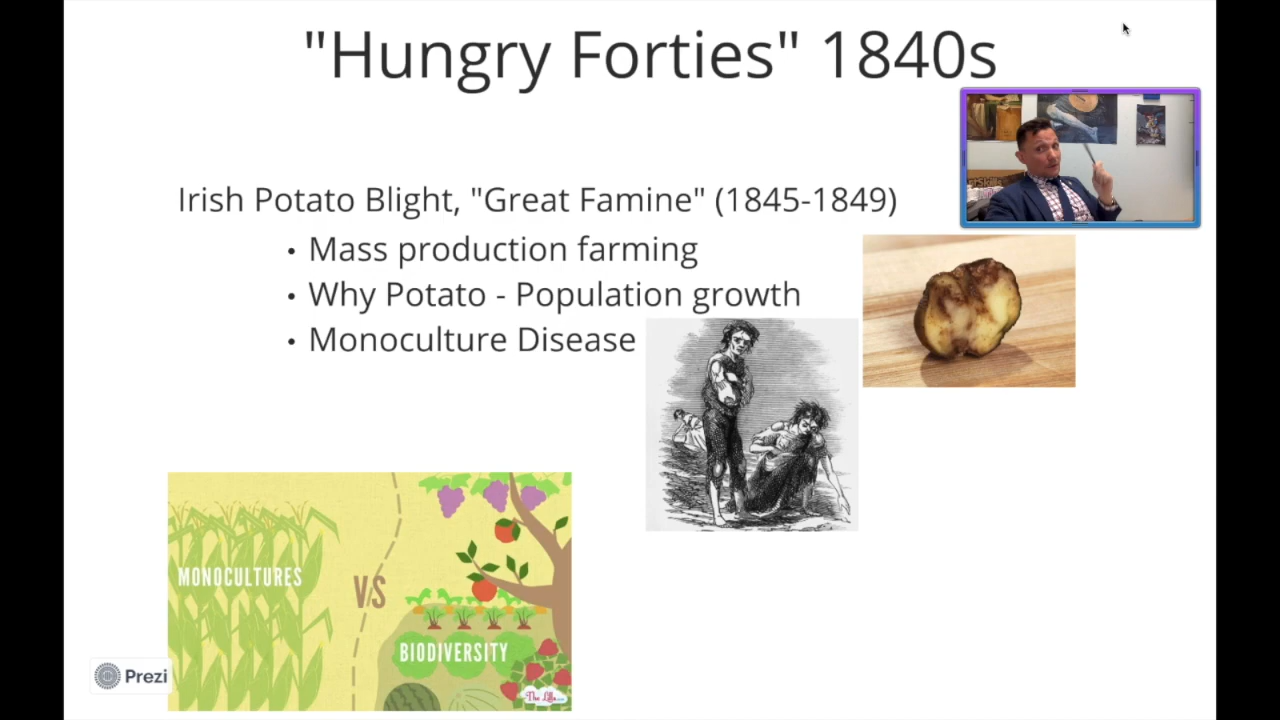 "Hungry Forties" 1840s
Irish Potato Blight, "Great Famine" (1845-1849)
• Mass production farming
• Why Potato - Population growth
• Monoculture Disease
MONOCULTURES
VS
BIODIVERSITY
Prezi